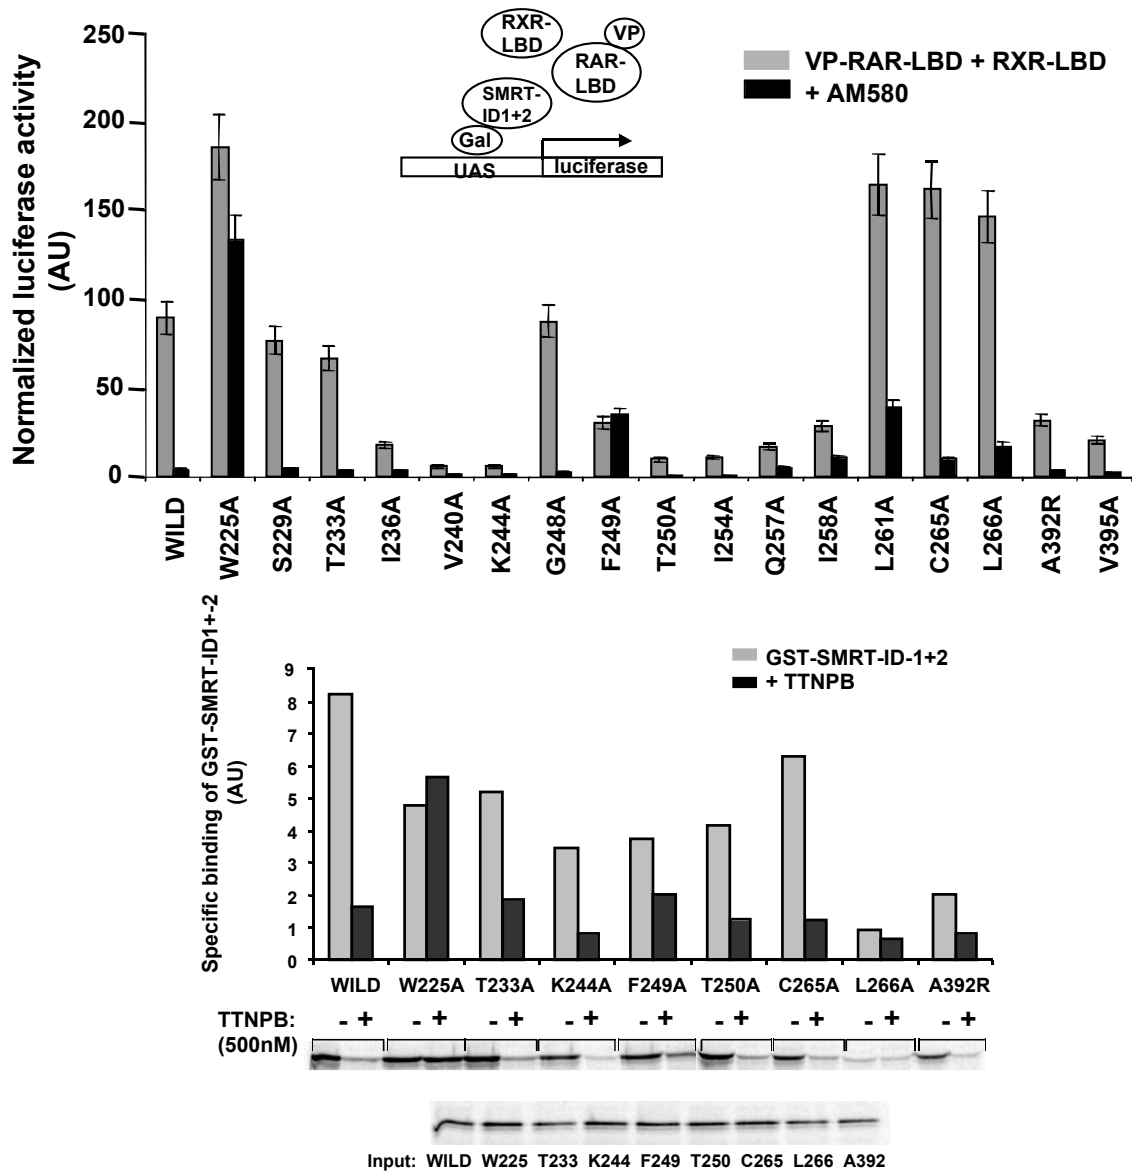 Normalized luciferase activity
(AU)
250
200
150
100
50
0
RXR-
LBD
VP
RAR-
LBD
SMRT-
ID1+2
Gal
UAS
luciferase
VP-RAR-LBD + RXR-LBD
+ AM580
WILD
W225A
S229A
T233A
I236A
V240A
K244A
G248A
F249A
T250A
I254A
Q257A
I258A
L261A
C265A
L266A
A392R
V395A
Specific binding of GST-SMRT-ID1+-2
(AU)
GST-SMRT-ID-1+2
+ TTNPB
9
8
7
6
5
4
3
2
1
0
WILD W225A T233A K244A F249A T250A C265A L266A A392R
TTNPB: - + - + - + - + - + - + - + - + - +
(500nM)
Input: WILD W225 T233 K244 F249 T250 C265 L266 A392